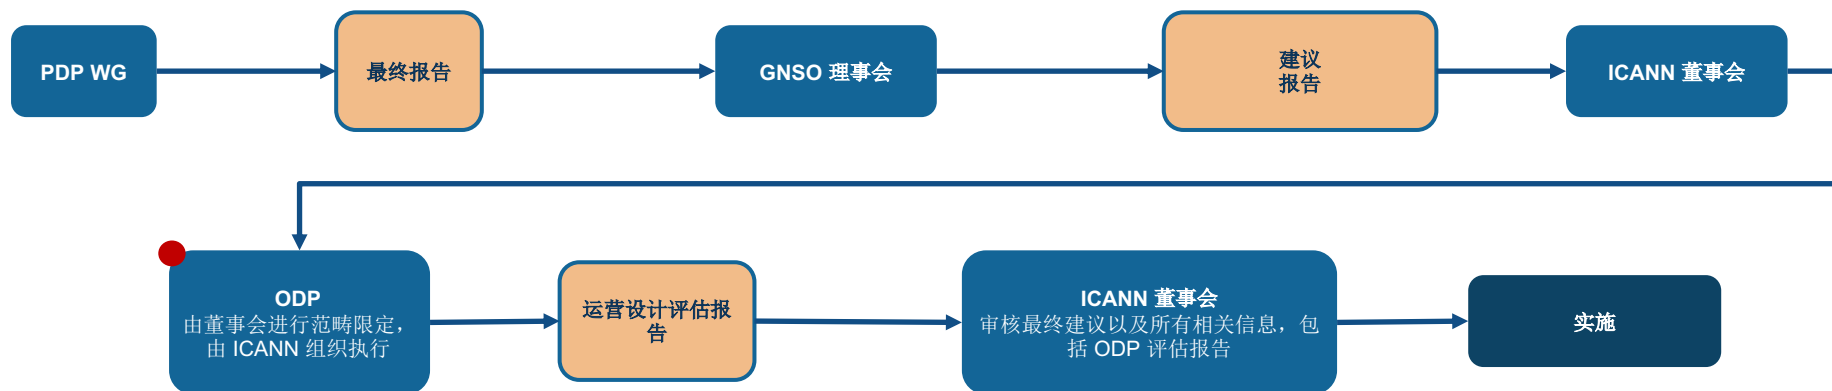 PDP WG
最终报告
GNSO 理事会
建议
报告
ICANN 董事会
ODP
由董事会进行范畴限定，
由 ICANN 组织执行
运营设计评估报
告
ICANN 董事会
审核最终建议以及所有相关信息，包
括 ODP 评估报告
实施